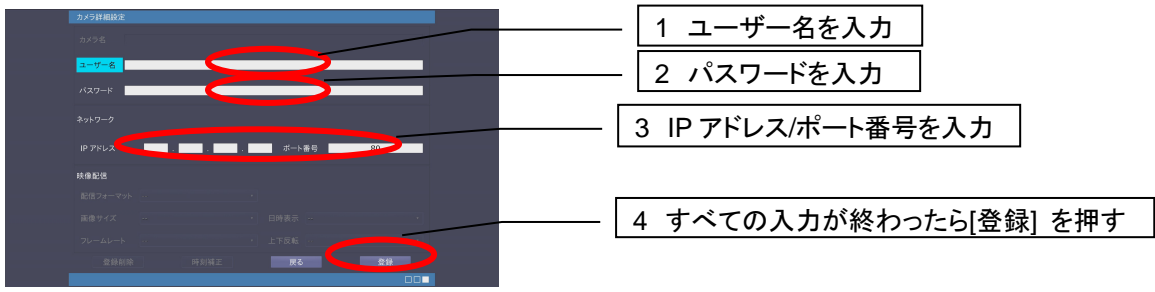 カメラ詳細設定
カメラ名
ユーザー名
パスワード
ネットワーク
IP アドレス . . . ポート番号 80
映像配信
配信フォーマット
画像サイズ 日時表示
フレームレート 上下反転
登録削除 時刻補正 戻る 登録
1 ユーザー名を入力
2 パスワードを入力
3 IP アドレス/ポート番号を入力
4 すべての入力が終わったら[登録] を押す